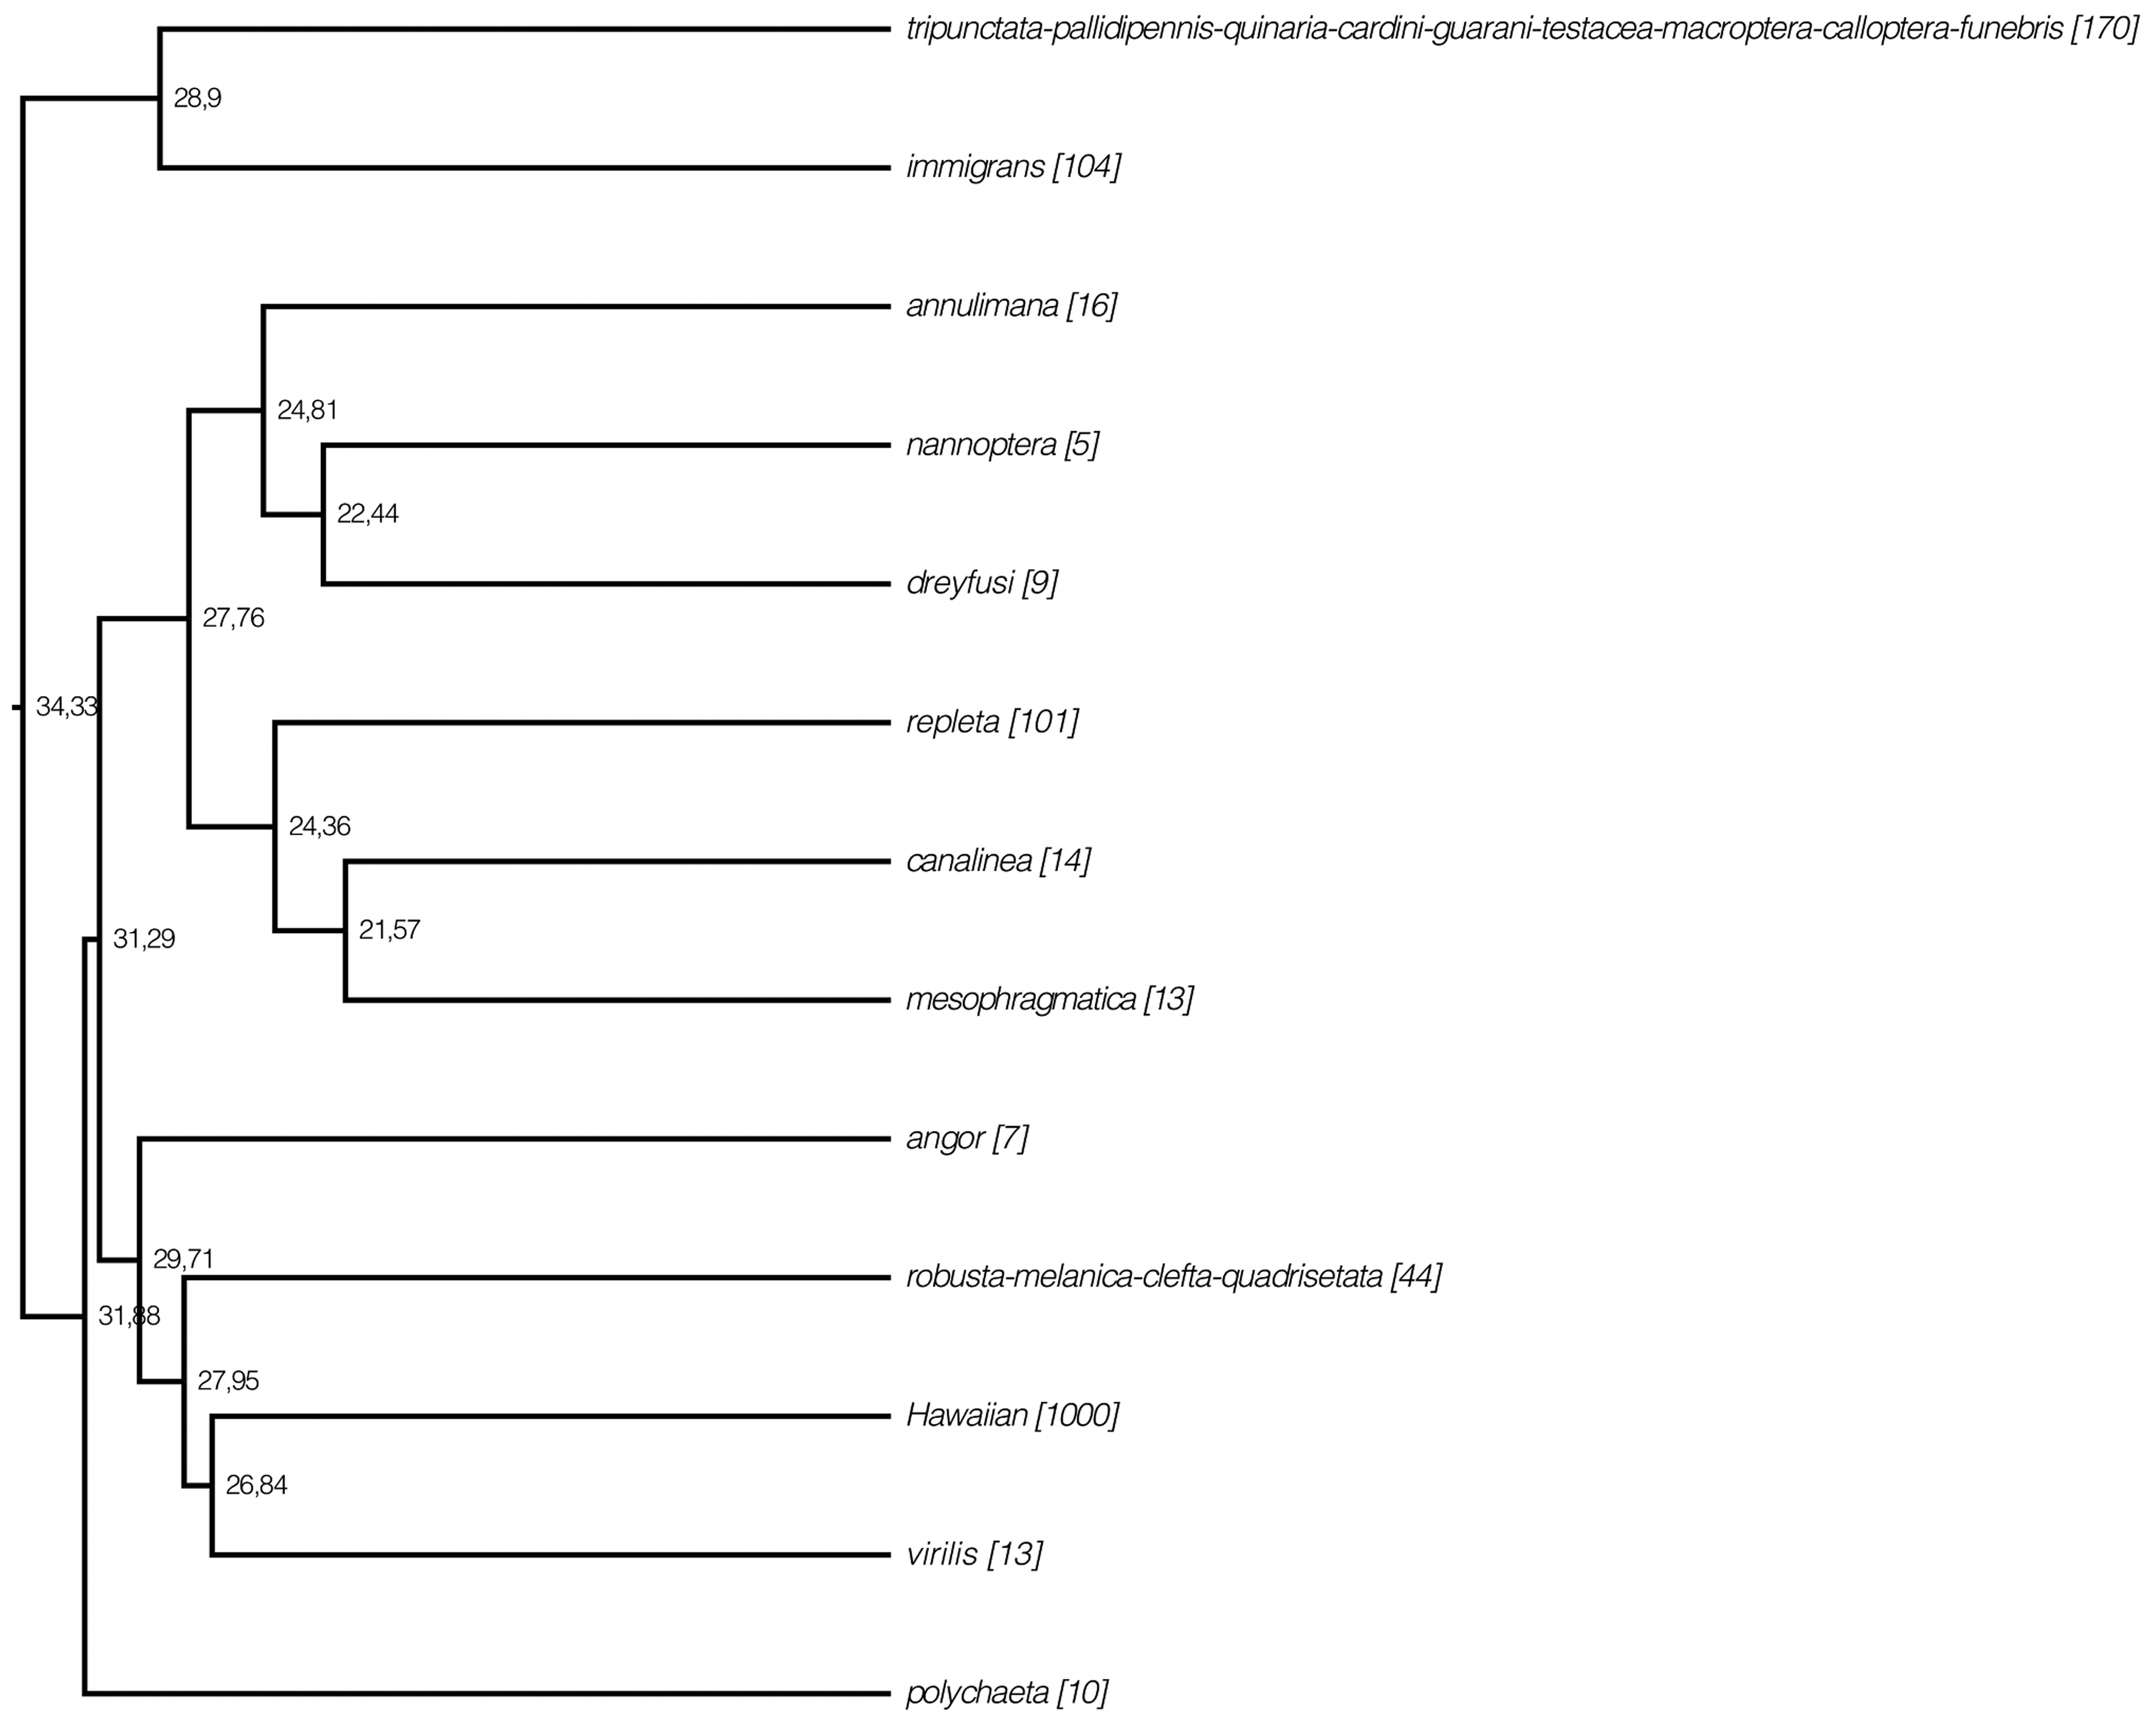 tripunctata-pallidipennis-quinaria-cardini-guarani-testacea-macroptera-calloptera-funebris [170]
28,9
immigrans [104]
annulimana [16]
24,81
nannoptera [5]
22,44
dreyfusi [9]
27,76
34,33
repleta [101]
24,36
canalinea [14]
21,57
31,29
mesophragmatica [13]
angor [7]
29,71
robusta-melanica-clefta-quadrisetata [44]
31,88
27,95
Hawaiian [1000]
26,84
virilis [13]
polychaeta [10]